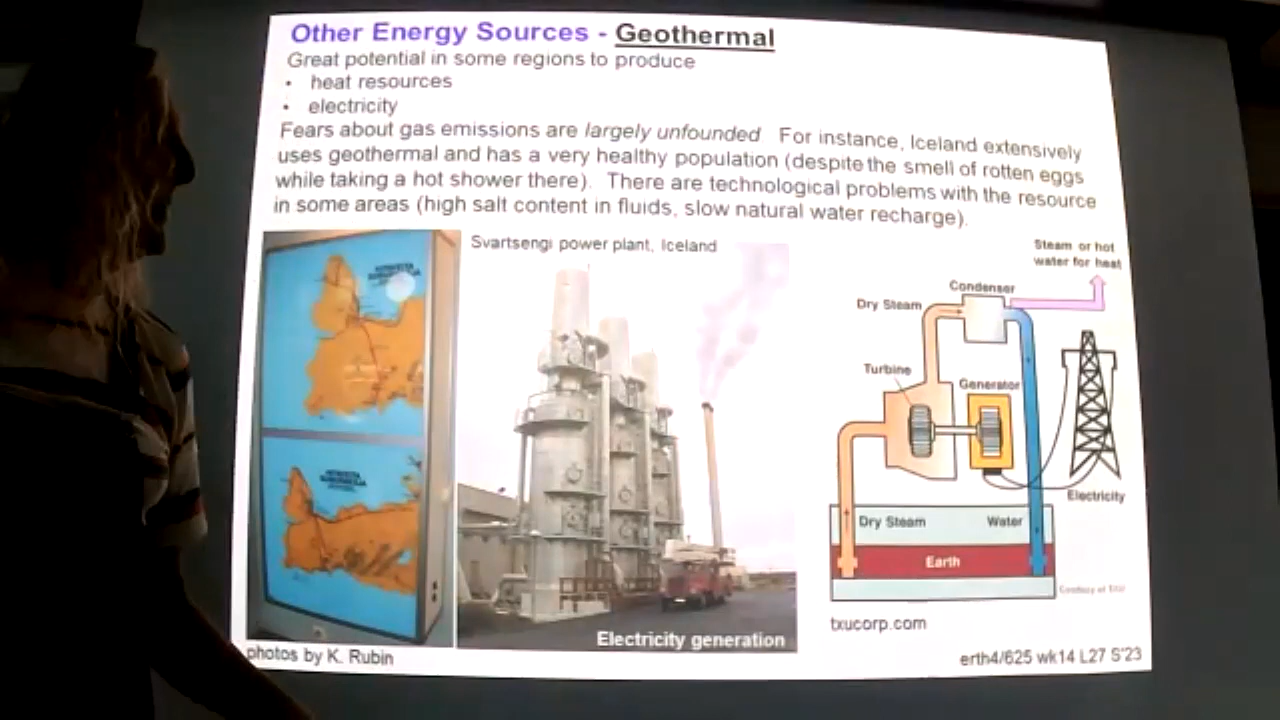 Other Energy Sources - Geothermal
Great potential in some regions to produce
• heat resources
• electricity
Fears about gas emissions are largely unfounded For instance, Iceland extensively
uses geothermal and has a very healthy population (despite the smell of rotten eggs
while taking a hot shower there). There are technological problems with the resource
in some areas (high salt content in fluids, slow natural water recharge).
Svartsengi power plant, Iceland
Electricity generation
photos by K. Rubin
Steam or hot
water for heat
Condenser
Dry Steam
Turbine
Generator
Electricity
Dry Steam
Water
Earth
txucorp.com
erth4/625 wk14 L27 S'23